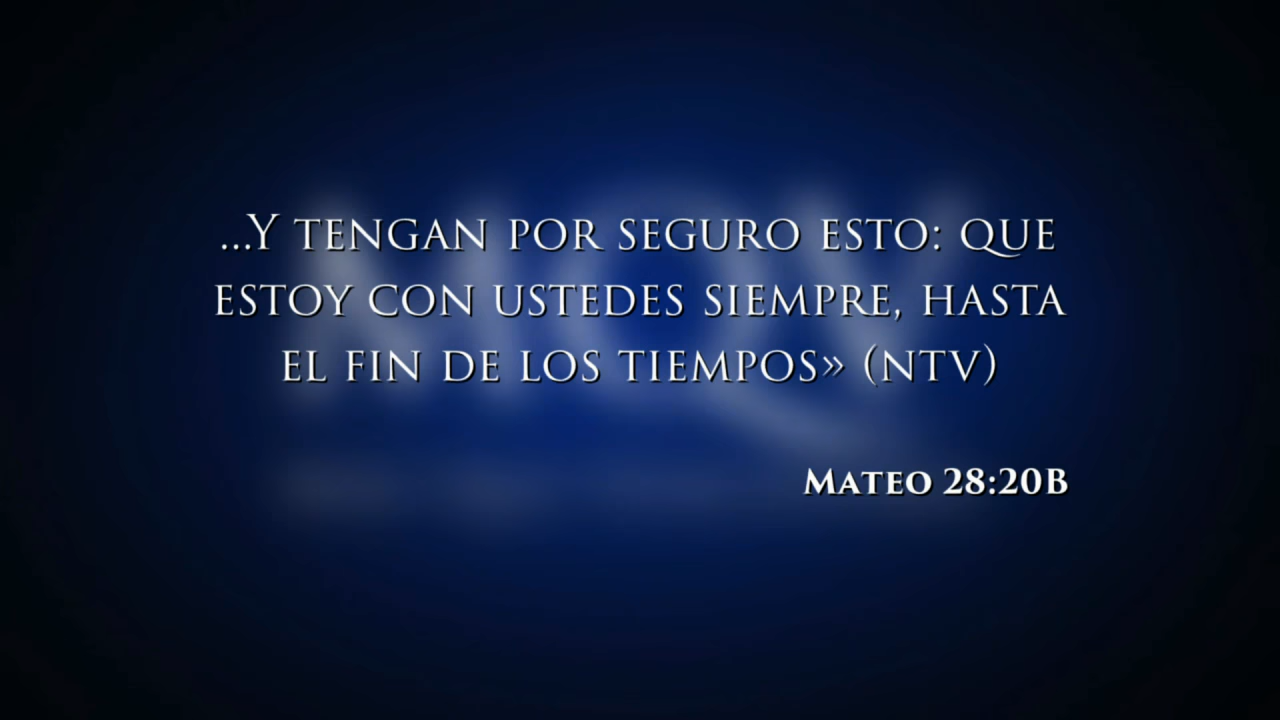 ...Y TENGAN POR SEGURO ESTO: QUE
ESTOY CON USTEDES SIEMPRE, HASTA
EL FIN DE LOS TIEMPOS» (NTV)
MATEO 28:20B